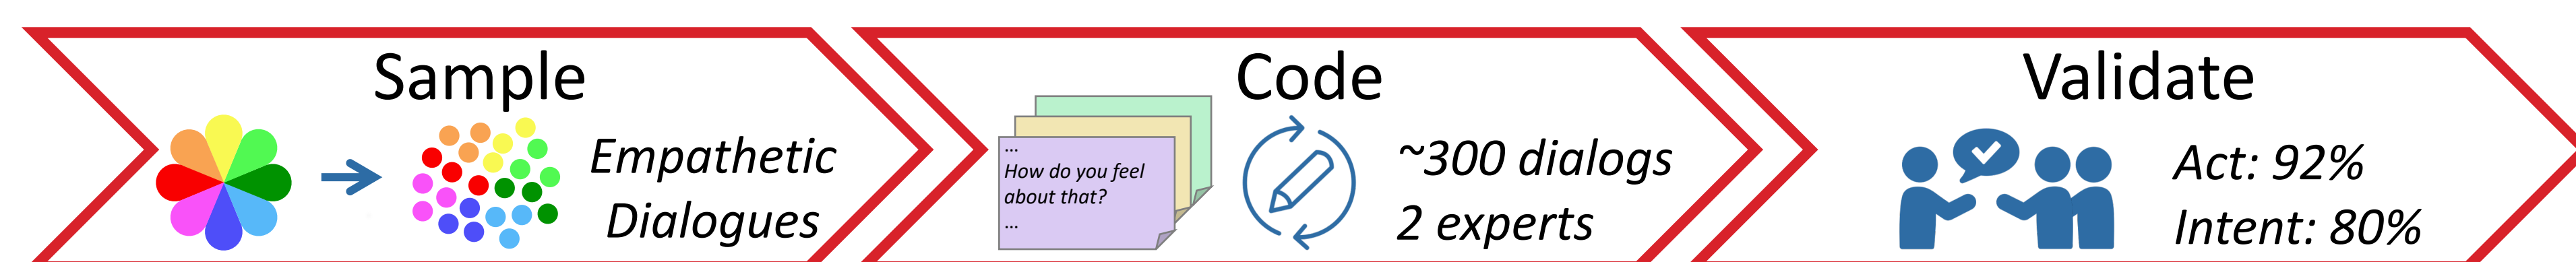 Sample
Empathetic
Dialogues
Code
...
How do you feel
about that?
...
~300 dialogs
2 experts
Validate
Act: 92%
Intent: 80%